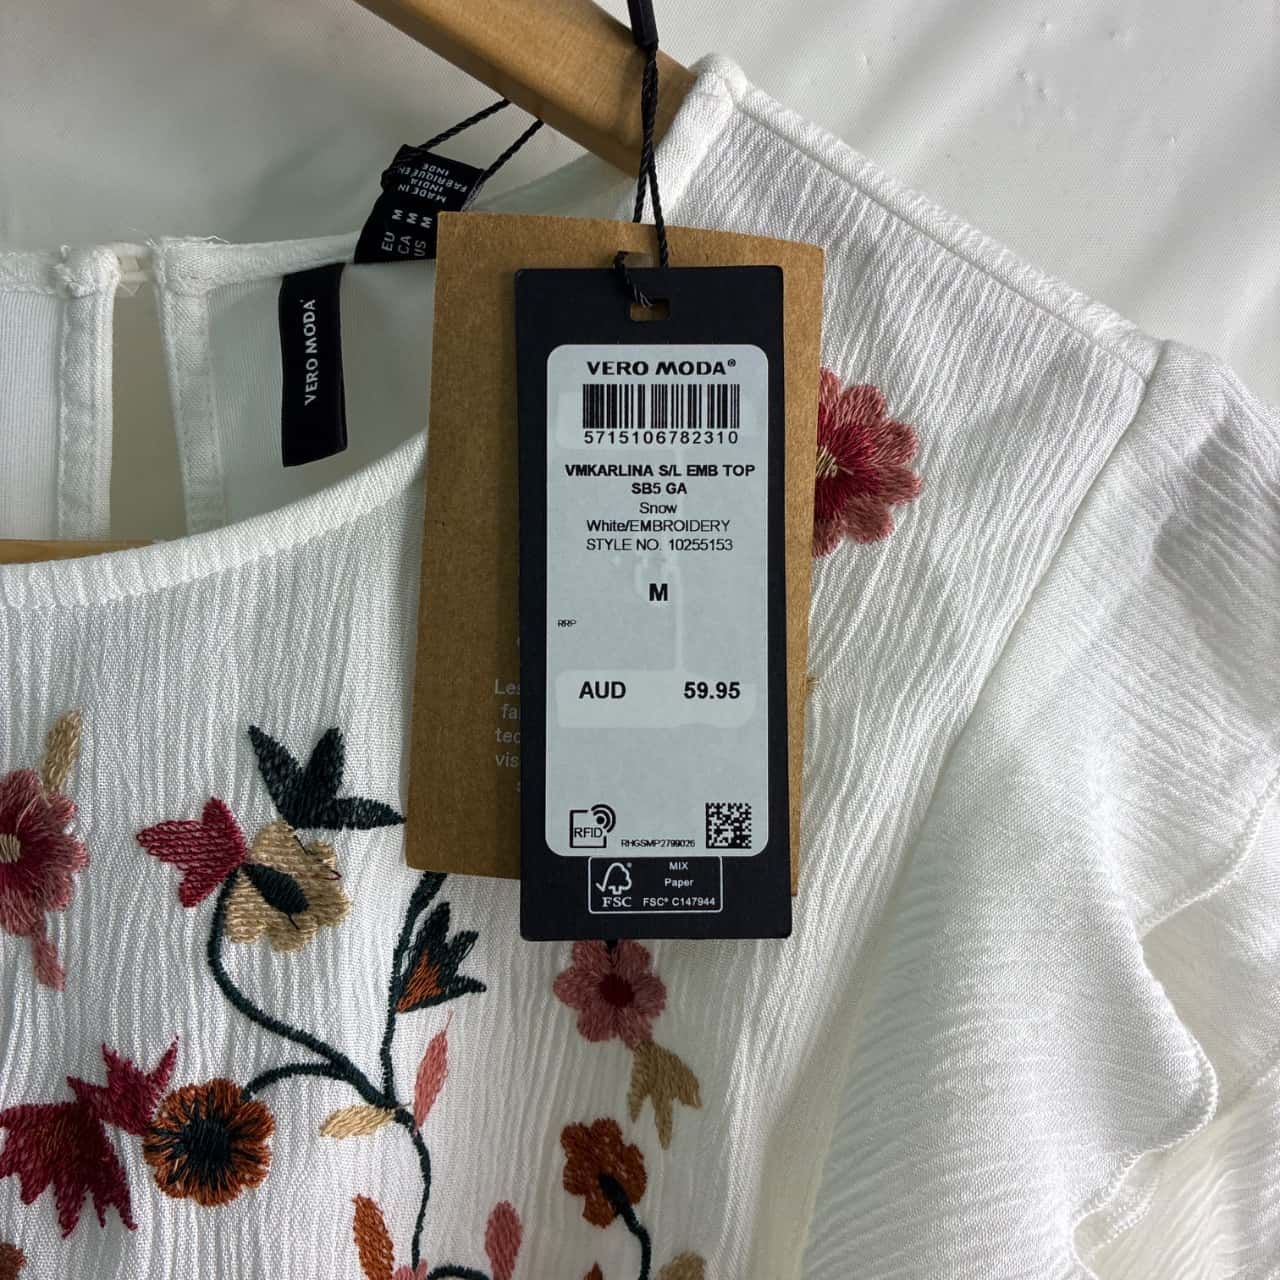 MADE IN
INDIA
FABRIQUÉ EN
INDE
EU M
CA M
US M
VERO MODA
VERO MODA®
5715106782310
VMKARLINA S/L EMB TOP
SB5 GA
Snow
White/EMBROIDERY
STYLE NO. 10255153
M
RRP
AUD 59.95
RFID
RHGSMP2799026
MIX
Paper
FSC
FSC® C147944